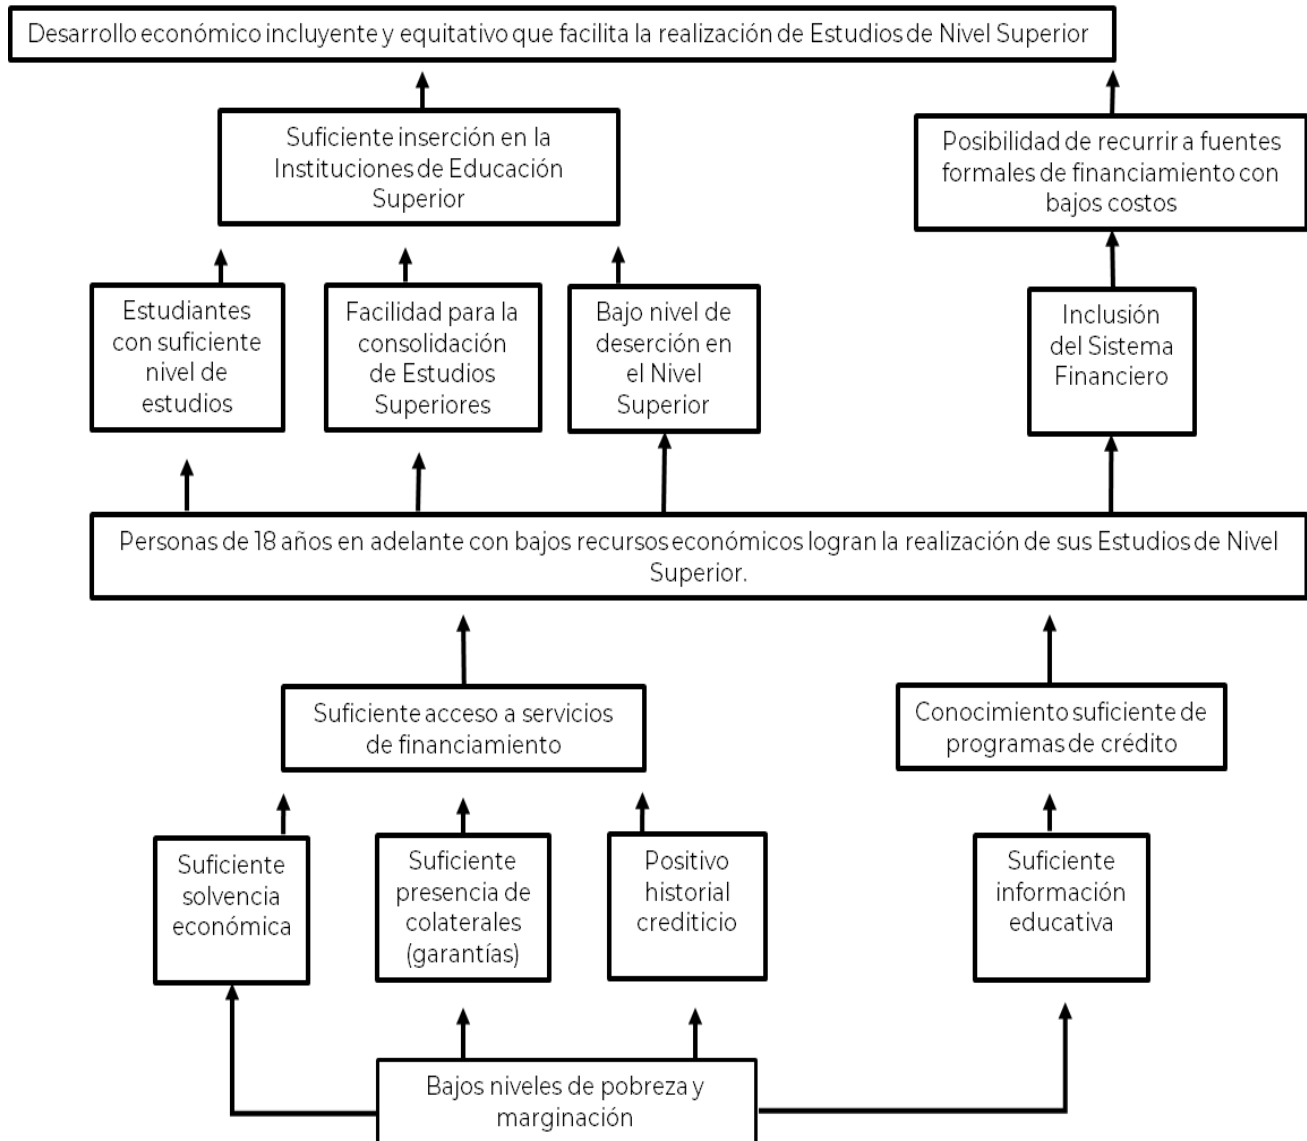 Desarrollo económico incluyente y equitativo que facilita la realización de Estudios de Nivel Superior
Suficiente inserción en la
Instituciones de Educación
Superior
Posibilidad de recurrir a fuentes
formales de financiamiento con
bajos costos
Estudiantes
con suficiente
nivel de
estudios
Facilidad para la
consolidación
de Estudios
Superiores
Bajo nivel de
deserción en
el Nivel
Superior
Inclusión
del Sistema
Financiero
Personas de 18 años en adelante con bajos recursos económicos logran la realización de sus Estudios de Nivel
Superior.
Suficiente acceso a servicios
de financiamiento
Conocimiento suficiente de
programas de crédito
Suficiente
solvencia
económica
Suficiente
presencia de
colaterales
(garantías)
Positivo
historial
crediticio
Suficiente
información
educativa
Bajos niveles de pobreza y
marginación